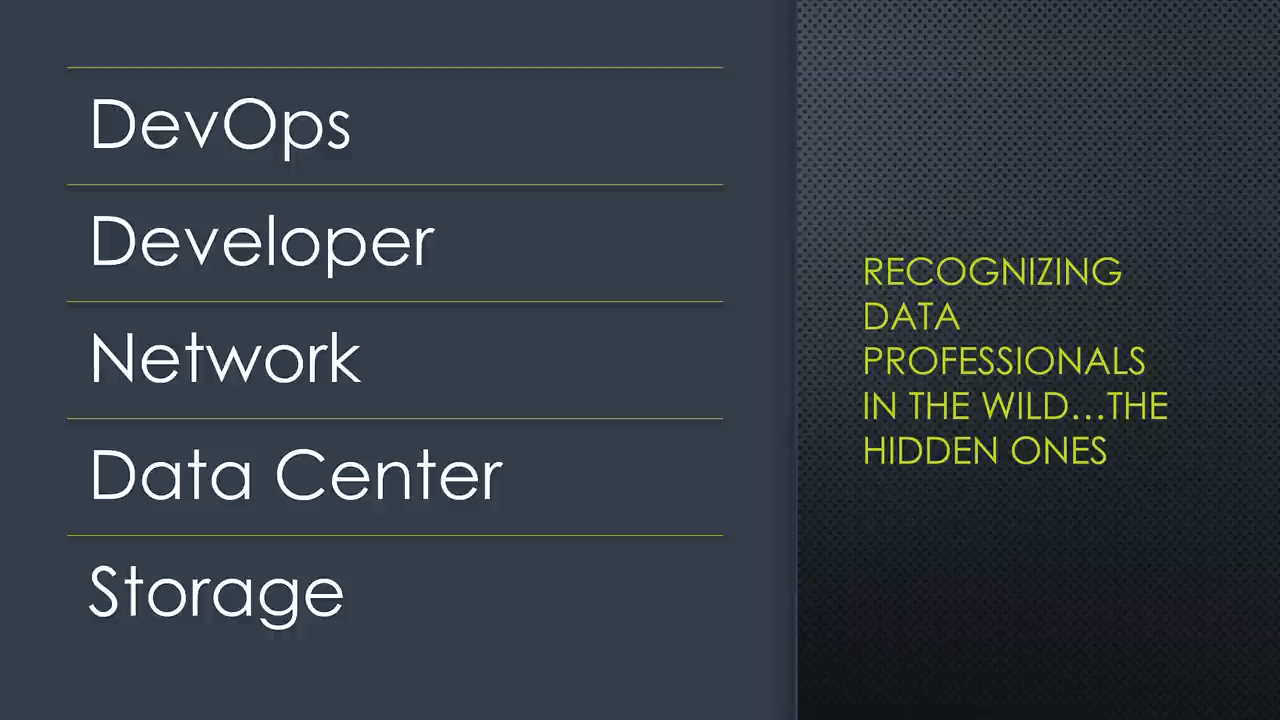 DevOps
Developer
Network
Data Center
Storage
RECOGNIZING
DATA
PROFESSIONALS
IN THE WILD…THE
HIDDEN ONES